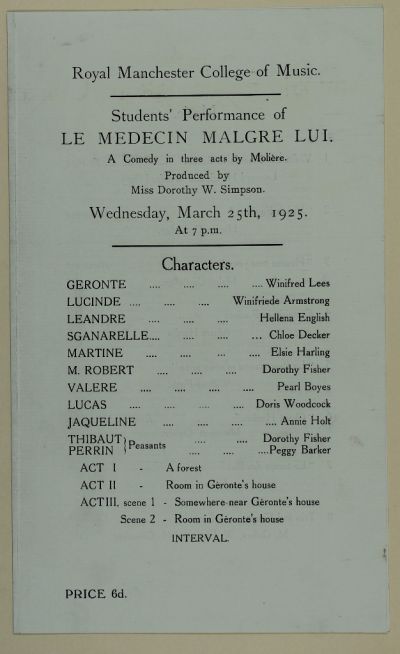 Royal Manchester College of Music.
Students' Performance of
LE MEDECIN MALGRE LUI.
A Comedy in three acts by Molière.
Produced by
Miss Dorothy W. Simpson.
Wednesday, March 25th, 1925.
At 7 p.m.
Characters.
GERONTE .... .... .... .... Winifred Lees
LUCINDE .... .... .... Winifriede Armstrong
LEANDRE .... .... .... Hellena English
SGANARELLE.... .... .... ... Chloe Decker
MARTINE .... .... ... .... Elsie Harling
M. ROBERT .... .... .... Dorothy Fisher
VALERE .... .... .... .... Pearl Boyes
LUCAS .... .... .... .... Doris Woodcock
JAQUELINE .... .... .... .... Annie Holt
THIBAUT } Peasants .... .... Dorothy Fisher
PERRIN { .... .... ....Peggy Barker
ACT I - A forest
ACT II - Room in Gèronte's house
ACT III, scene 1 - Somewhere near Gèronte's house
Scene 2 - Room in Gèronte's house
INTERVAL.
PRICE 6d.